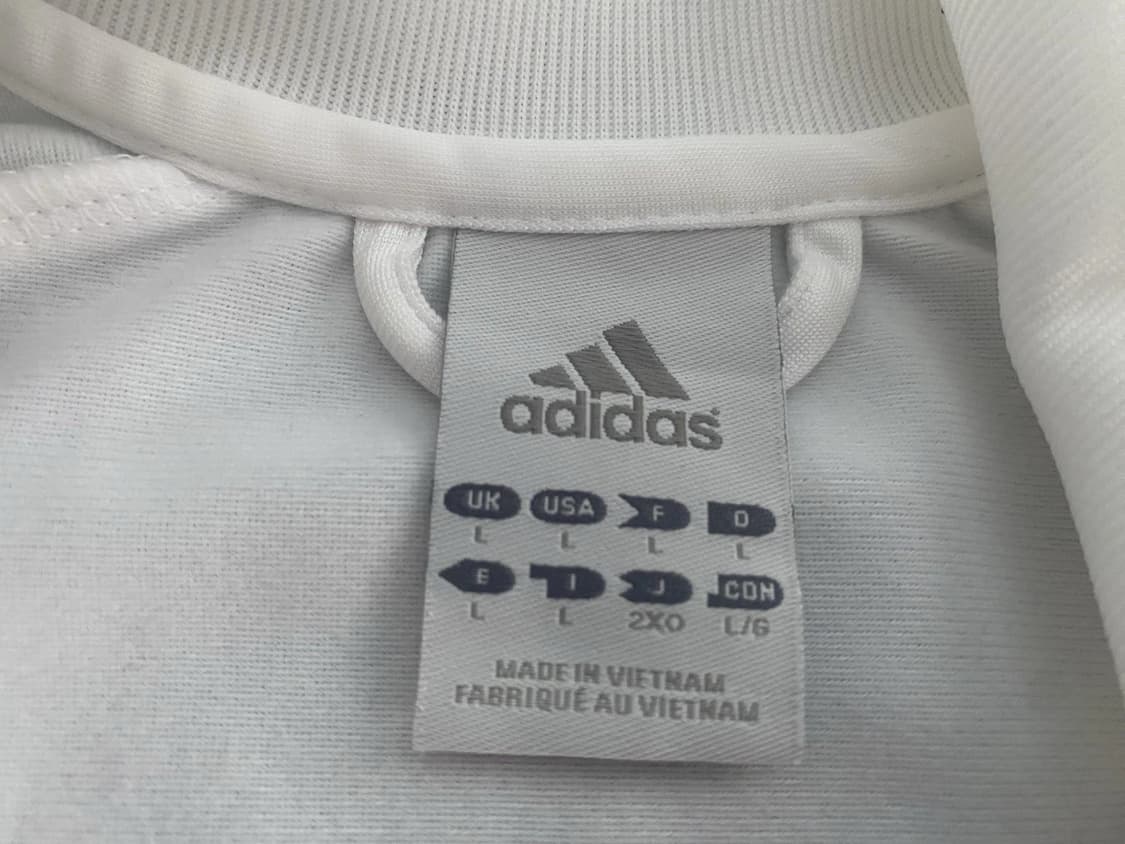 adidas
UK USA F D
L L L L
E I J CDN
L L 2XO L/G
MADE IN VIETNAM
FABRIQUÉ AU VIETNAM